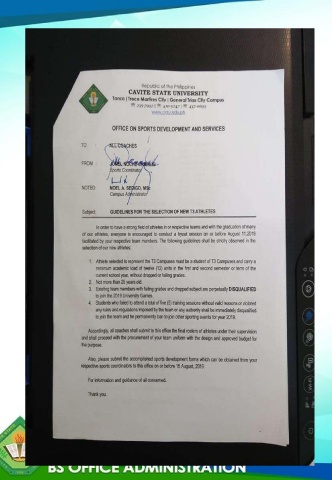 Republic of the Philippines
CAVITE STATE UNIVERSITY
Tanza | Trece Martires City | General Trias City Campus
www.cvsu.edu.ph
OFFICE ON SPORTS DEVELOPMENT AND SERVICES
TO ALL COACHES
FROM
Sports Coordinator
NOTED: NOEL A. SEDIGO, MSc
Campus Administrator
Subject: GUIDELINES FOR THE SELECTION OF NEW T3 ATHLETES
In order to have a strong field of athletes in or respective teams and with the graduation of many
of our athletes, everyone is encouraged to conduct a tryout session on or before August 17, 2018
facilitated by your respective team members. The following guidelines shall be strictly observed in the
selection of our new athletes:
1. Athlete selected to represent the T3 Campuses must be a student of T3 Campuses and carry a
minimum academic load of twelve (12) units in the first and second semester or term of the
current school year, without dropped or failing grades.
2. Not more than 25 years old.
3. Existing team members with failing grades and dropped subject are perpetually DISQUALIFIED
to join the 2018 University Games.
4. Students who failed to attend a total of five (5) training sessions without valid reasons or violated
any rules and regulations imposed by the team or any authority shall be immediately disqualified
to join the team and be permanently ban to join other sporting events for year 2018.
Accordingly, all coaches shall submit to this office the final rosters of athletes under their supervision
and shall proceed with the procurement of your team uniform with the design and approved budget for
the purpose.
Also, please submit the accomplished sports development forms which can be obtained from your
respective sports coordinators to this office on or before 15 August, 2018.
For information and guidance of all concerned.
Thank you.
BS OFFICE ADMINISTRATION